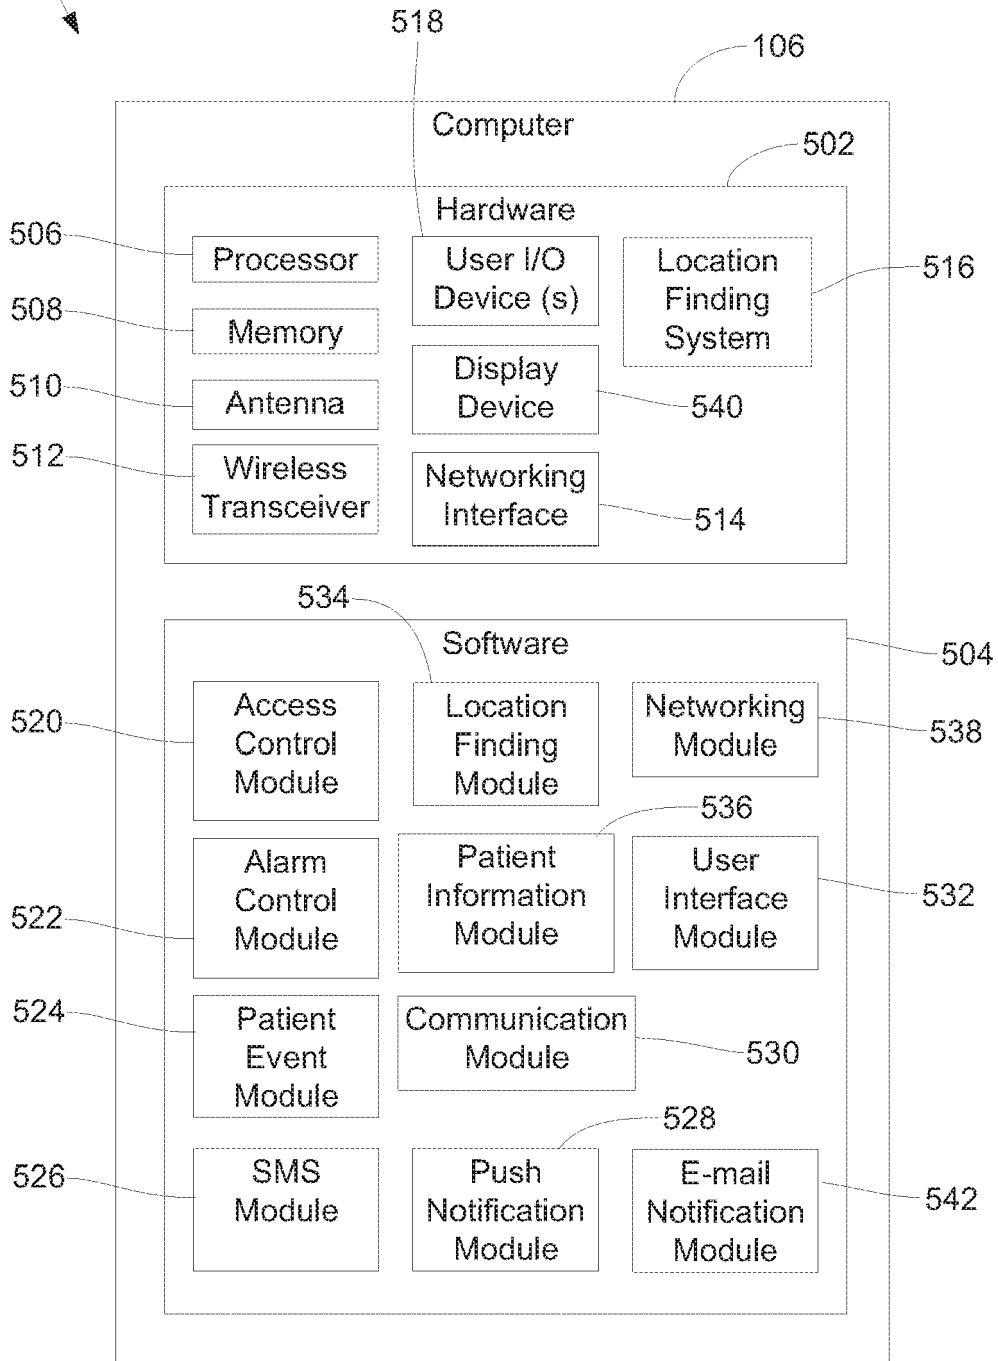 518
106
Computer
502
Hardware
506
Processor
User I/O
Device (s)
Location
Finding
System
516
508
Memory
510
Antenna
Display
Device
540
512
Wireless
Transceiver
Networking
Interface
514
534
Software
504
520
Access
Control
Module
Location
Finding
Module
Networking
Module
538
536
522
Alarm
Control
Module
Patient
Information
Module
User
Interface
Module
532
524
Patient
Event
Module
Communication
Module
530
528
526
SMS
Module
Push
Notification
Module
E-mail
Notification
Module
542